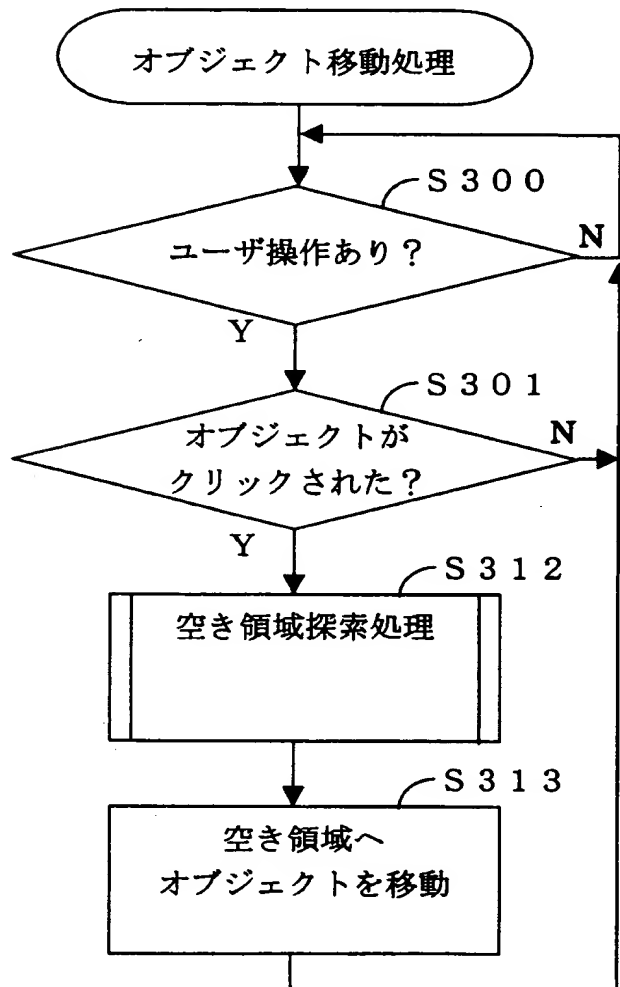 オブジェクト移動処理
S300
ユーザ操作あり?
N
Y
S301
オブジェクトが
クリックされた?
N
Y
S312
空き領域探索処理
S313
空き領域へ
オブジェクトを移動